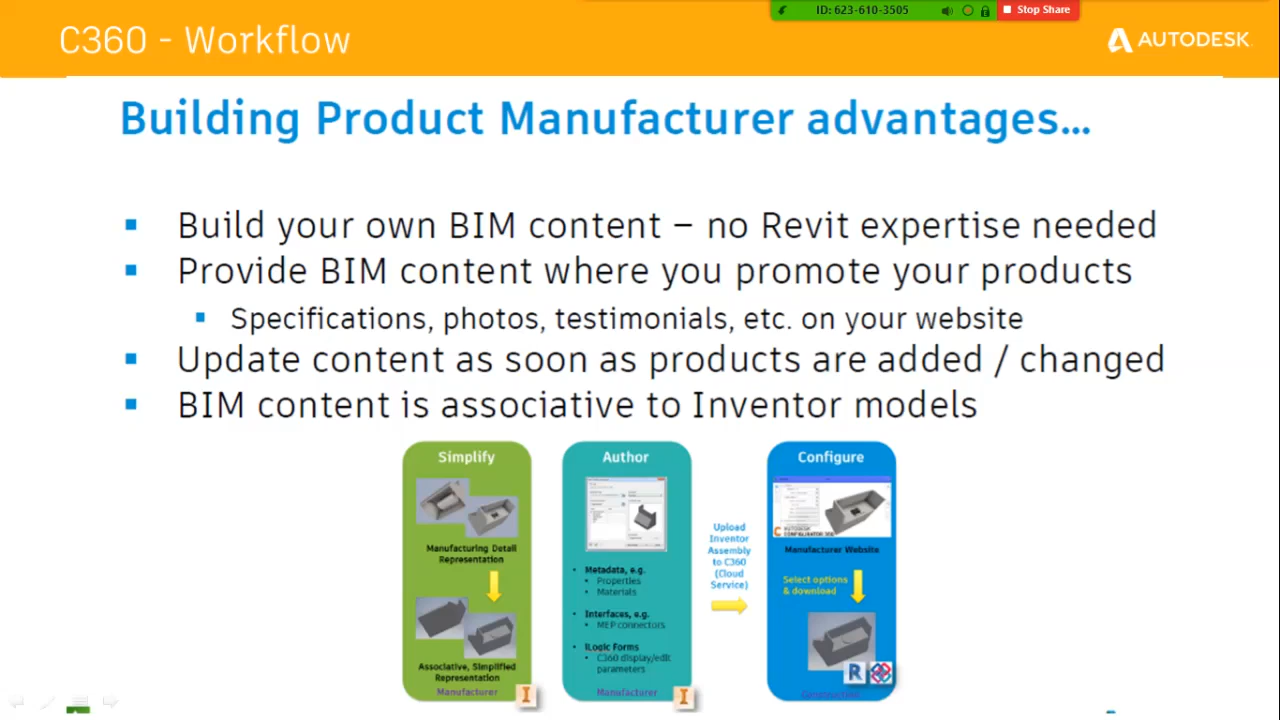 ID: 623-610-3505
Stop Share
C360 - Workflow
AUTODESK
Building Product Manufacturer advantages...
Build your own BIM content – no Revit expertise needed
Provide BIM content where you promote your products
Specifications, photos, testimonials, etc. on your website
Update content as soon as products are added / changed
BIM content is associative to Inventor models
Simplify
Manufacturing Detail
Representation
Associative, Simplified
Representation
Manufacturer
Author
Metadata, e.g.
Properties
Materials
Interfaces, e.g.
MEP connectors
iLogic Forms
C360 display/edit
parameters
Manufacturer
Upload
Inventor
Assembly
to C360
(Cloud
Service)
Configure
AUTODESK
CONFIGURATOR 360
Manufacturer Website
Select options
& download
R